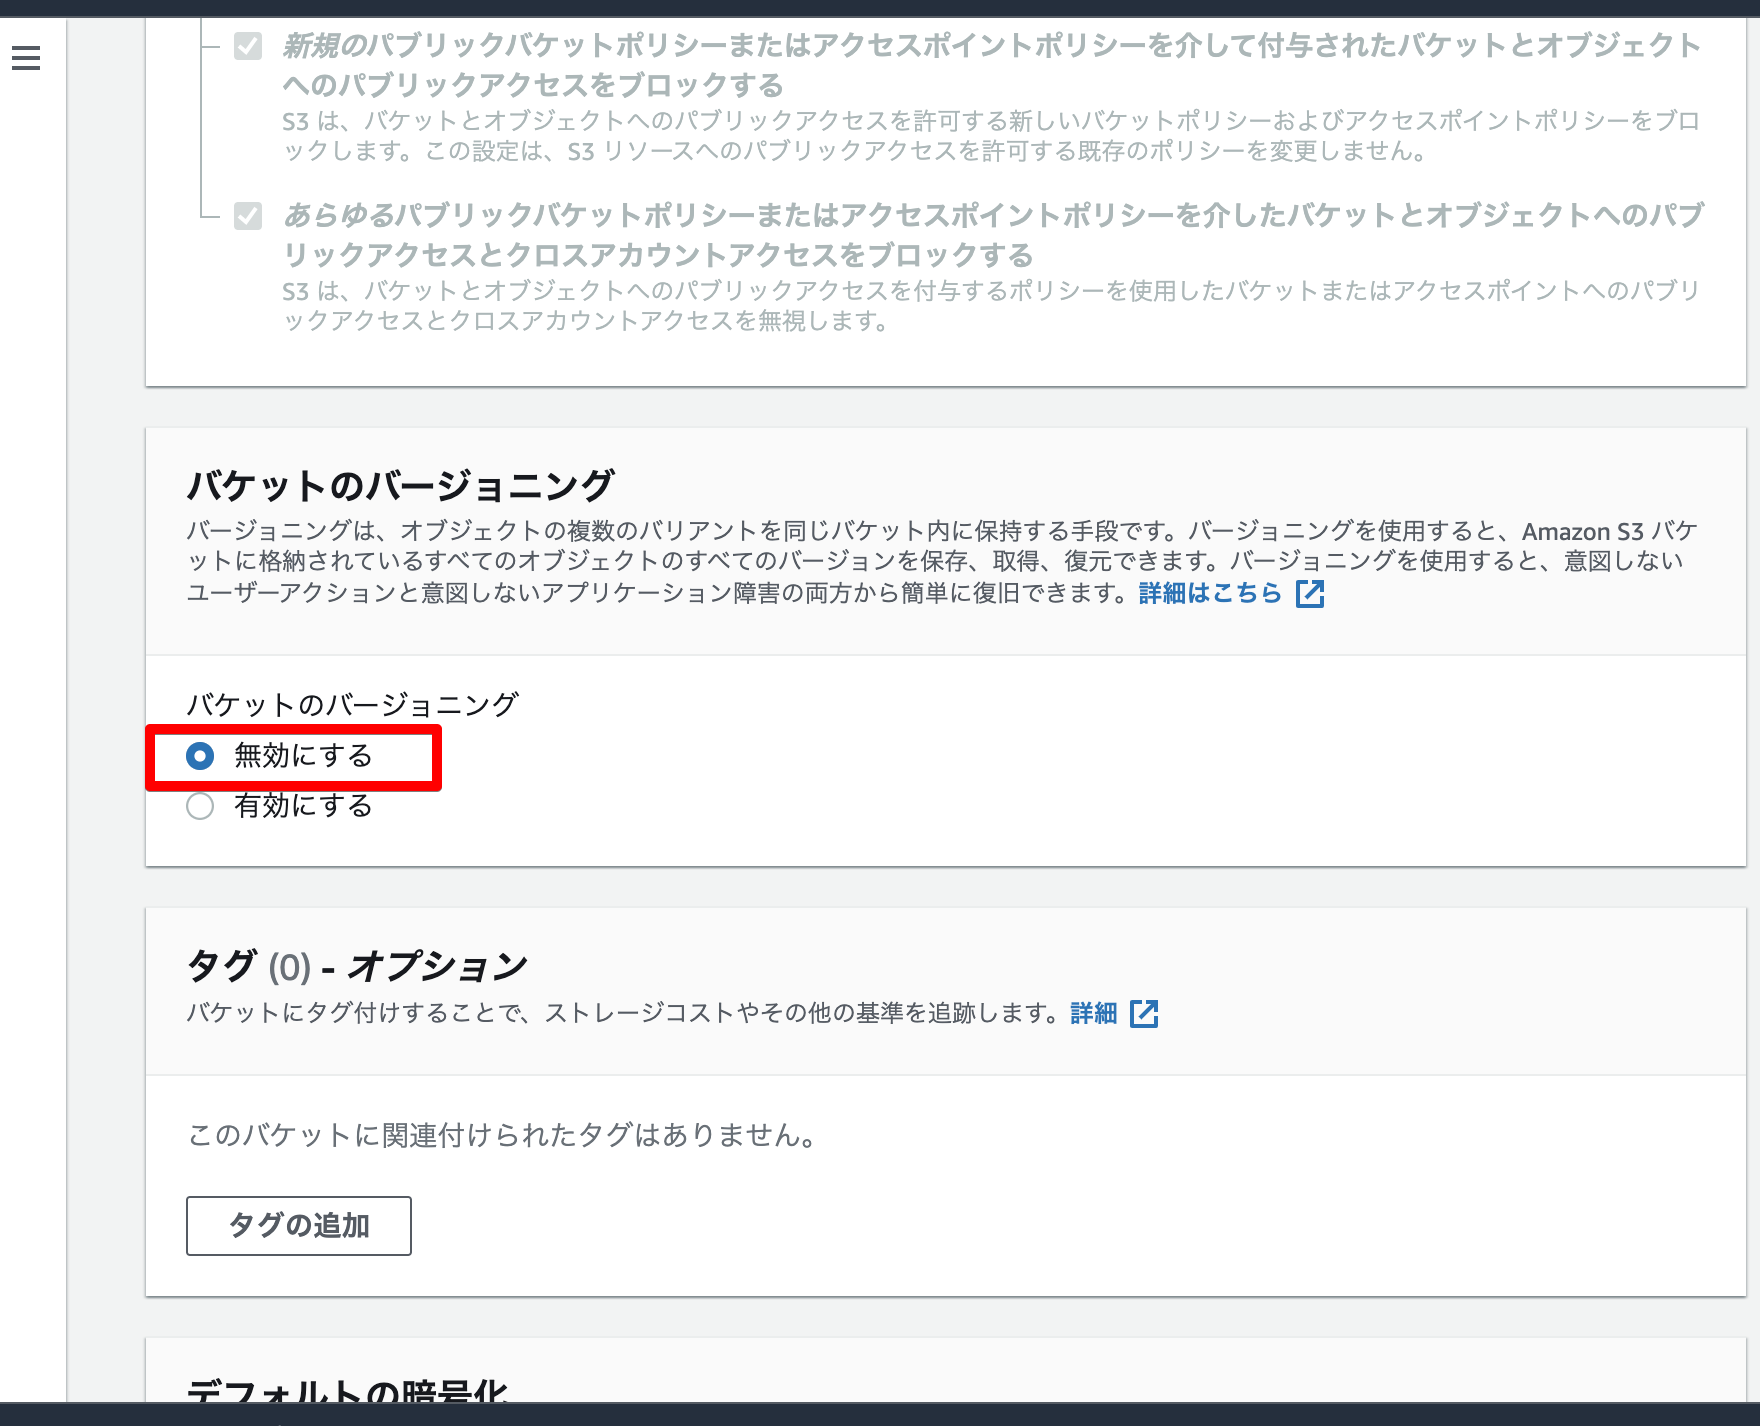 新規のパブリックバケットポリシーまたはアクセスポイントポリシーを介して付与されたバケットとオブジェクト
へのパブリックアクセスをブロックする
S3 は、バケットとオブジェクトへのパブリックアクセスを許可する新しいバケットポリシーおよびアクセスポイントポリシーをブロ
ックします。この設定は、S3 リソースへのパブリックアクセスを許可する既存のポリシーを変更しません。
あらゆるパブリックバケットポリシーまたはアクセスポイントポリシーを介したバケットとオブジェクトへのパブ
リックアクセスとクロスアカウントアクセスをブロックする
S3 は、バケットとオブジェクトへのパブリックアクセスを付与するポリシーを使用したバケットまたはアクセスポイントへのパブリ
ックアクセスとクロスアカウントアクセスを無視します。
バケットのバージョニング
バージョニングは、オブジェクトの複数のバリアントを同じバケット内に保持する手段です。バージョニングを使用すると、Amazon S3 バケ
ットに格納されているすべてのオブジェクトのすべてのバージョンを保存、取得、復元できます。バージョニングを使用すると、意図しない
ユーザーアクションと意図しないアプリケーション障害の両方から簡単に復旧できます。詳細はこちら
バケットのバージョニング
無効にする
有効にする
タグ (0) - オプション
バケットにタグ付けすることで、ストレージコストやその他の基準を追跡します。詳細
このバケットに関連付けられたタグはありません。
タグの追加
デフォルトの暗号化